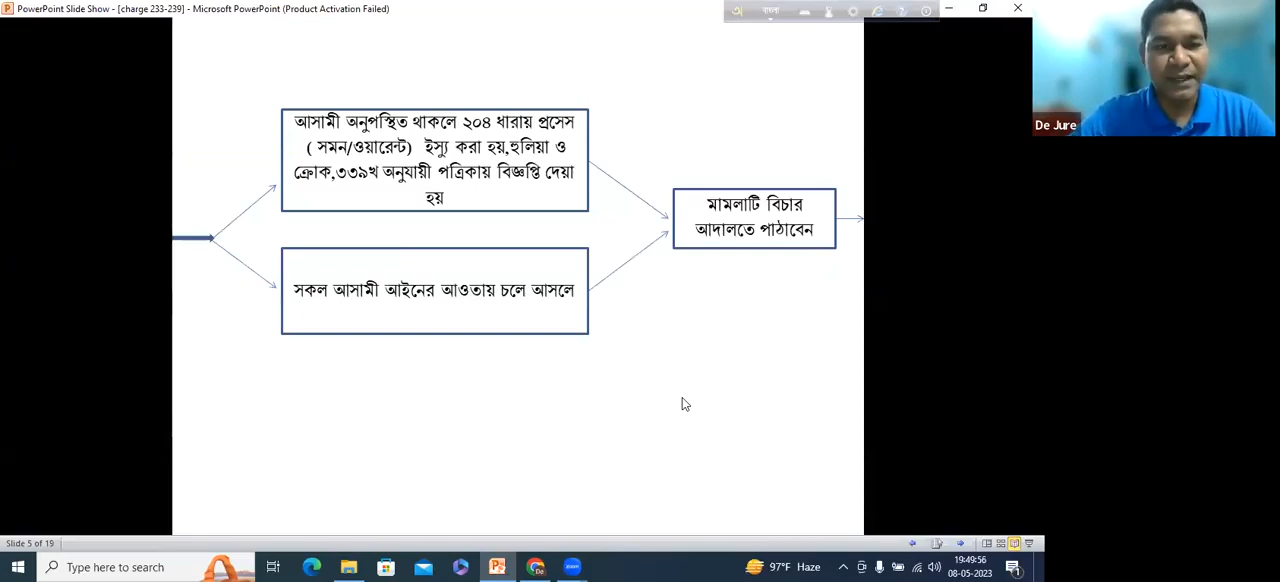 PowerPoint Slide Show - [charge 233-239] - Microsoft PowerPoint (Product Activation Failed)
অ বাংলা
De Jure
আসামী অনুপস্থিত থাকলে ২০৪ ধারায় প্রসেস
( সমন/ওয়ারেন্ট) ইস্যু করা হয়,হুলিয়া ও
ক্রোক,৩৩৯খ অনুযায়ী পত্রিকায় বিজ্ঞপ্তি দেয়া
হয়
মামলাটি বিচার
আদালতে পাঠাবেন
সকল আসামী আইনের আওতায় চলে আসলে
Slide 5 of 19
Type here to search
zoom
97°F Haze
19:49:56
08-05-2023
1